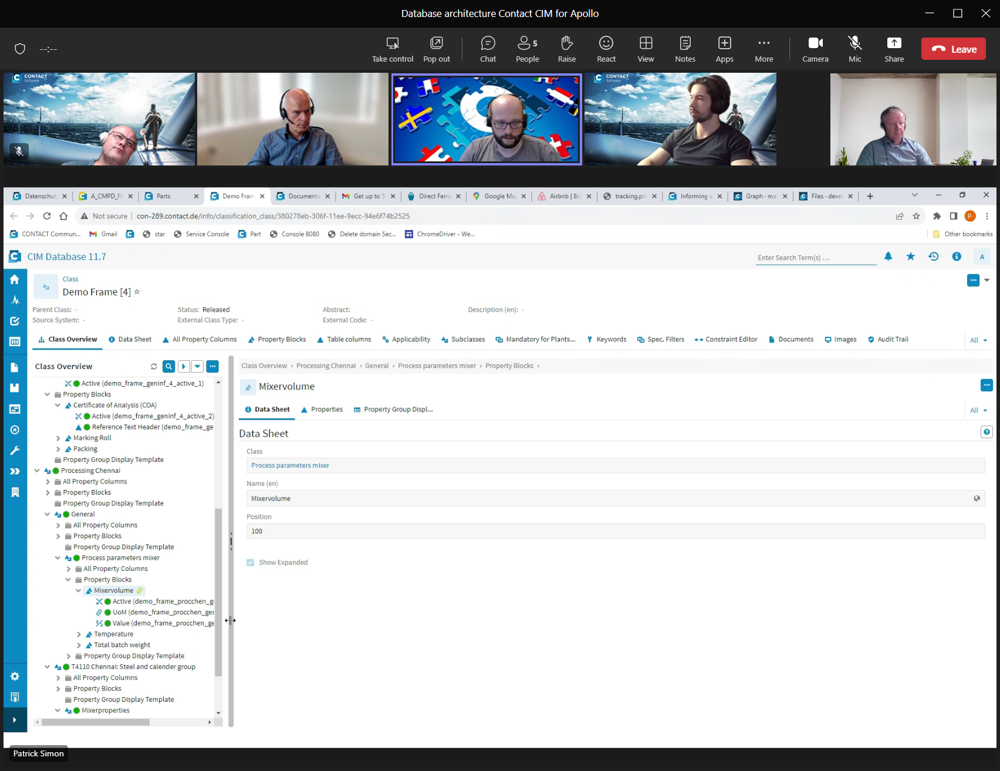 Database architecture Contact CIM for Apollo
--:--
Take control
Pop out
Chat
5
People
Raise
React
View
Notes
Apps
More
Camera
Mic
Share
Leave
CONTACT
Software
CONTACT
Software
Datenschut
A_CMPD_F
Parts
Demo Fram
Documenta
Get up to 5
Direct Ferri
Google Ma
Airbnb | Br
tracking.pri
Informing e
Graph · mai
Files · devel
Not secure
con-289.contact.de/info/classification_class/380278eb-306f-11ee-9ecc-94e6f74b2525
P.
CONTACT Commun...
Gmail
star
Service Console
Part
Console 8080
Delete domain Sec...
ChromeDriver - We...
Other bookmarks
CIM Database 11.7
Enter Search Term(s) ...
A
Class
Demo Frame [4]
Parent Class: -
Status: Released
Abstract:
Description (en): -
Source System: -
External Class Type: -
External Code: -
Class Overview
Data Sheet
All Property Columns
Property Blocks
Table columns
Applicability
Subclasses
Mandatory for Plants...
Keywords
Spec. Filters
Constraint Editor
Documents
Images
Audit Trail
All
Class Overview
Active (demo_frame_geninf_4_active_1)
Property Blocks
Certificate of Analysis (COA)
Active (demo_frame_geninf_4_active_2)
Reference Text Header (demo_frame_ge
Marking Roll
Packing
Property Group Display Template
Processing Chennai
All Property Columns
Property Blocks
Property Group Display Template
General
All Property Columns
Property Blocks
Property Group Display Template
Process parameters mixer
All Property Columns
Property Blocks
Mixervolume
Active (demo_frame_procchen_g
UoM (demo_frame_procchen_ger
Value (demo_frame_procchen_ge
Temperature
Total batch weight
Property Group Display Template
T4110 Chennai: Steel and calender group
All Property Columns
Property Blocks
Property Group Display Template
Mixerproperties
Class Overview › Processing Chennai › General › Process parameters mixer › Property Blocks ›
Mixervolume
Data Sheet
Properties
Property Group Displ...
All
Data Sheet
Class
Process parameters mixer
Name (en)
Mixervolume
Position
100
Show Expanded
Patrick Simon